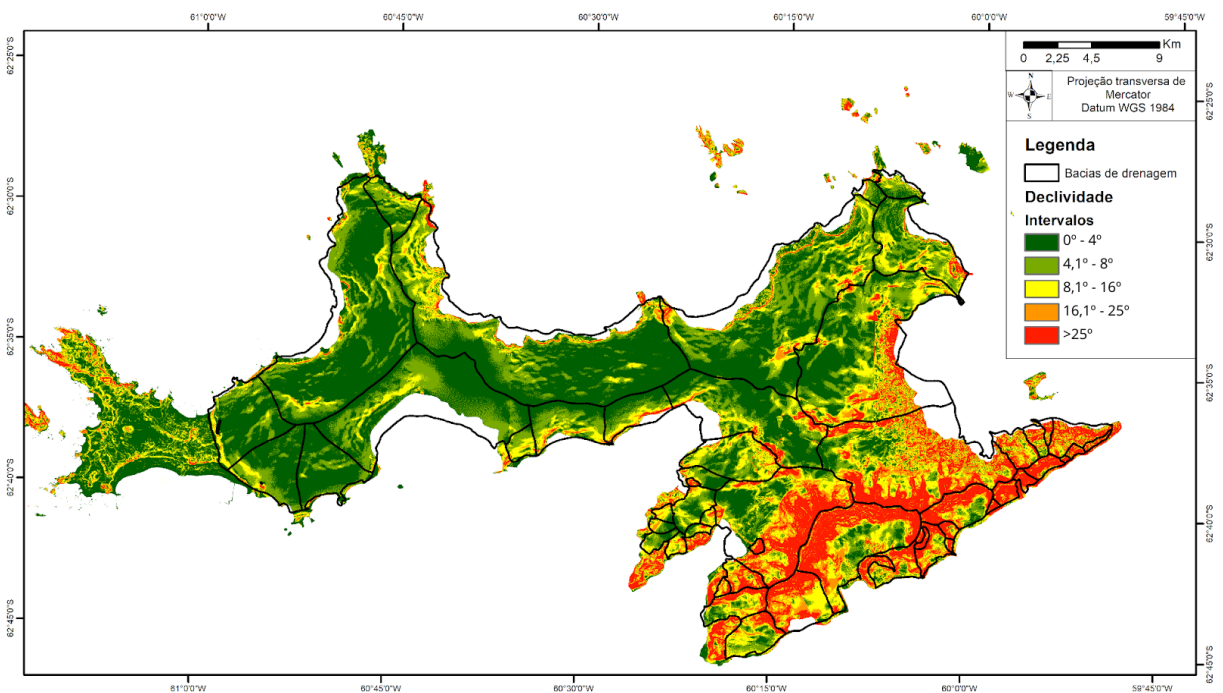 61°0'0"W 60°45'0"W 60°30'0"W 60°15'0"W 60°0'0"W 59°45'0"W
62°25'0"S
62°30'0"S
62°35'0"S
62°40'0"S
62°45'0"S
Km
0 2,25 4,5 9
N
W E
S
Projeção transversa de
Mercator
Datum WGS 1984
Legenda
Bacias de drenagem
Declividade
Intervalos
0º - 4º
4,1º - 8º
8,1º - 16º
16,1º - 25º
>25º
62°25'0"S
62°30'0"S
62°35'0"S
62°40'0"S
62°45'0"S
61°0'0"W 60°45'0"W 60°30'0"W 60°15'0"W 60°0'0"W 59°45'0"W